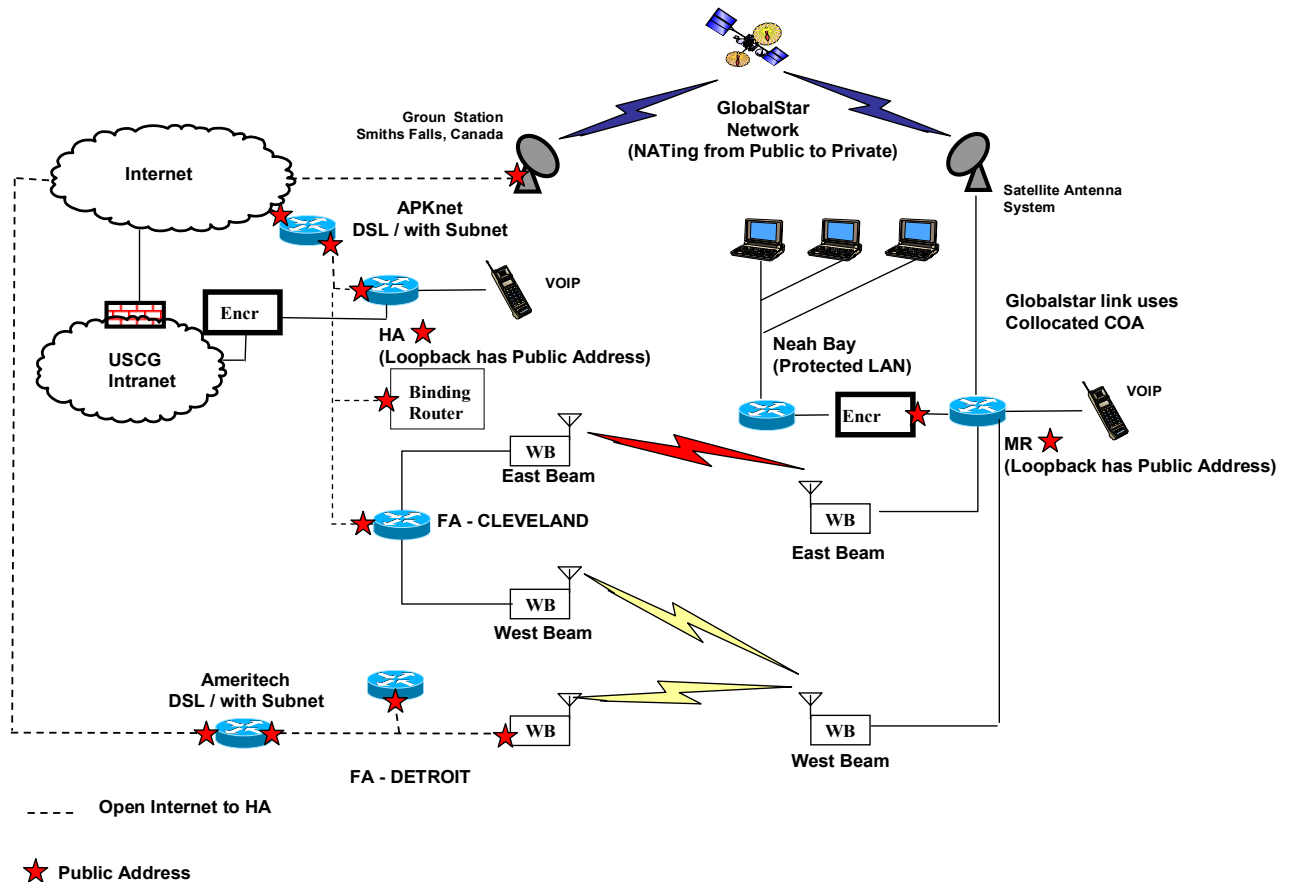 GlobalStar
Network
(NATing from Public to Private)
Groun Station
Smiths Falls, Canada
Internet
Satellite Antenna
System
APKnet
DSL / with Subnet
VOIP
Encr
Globalstar link uses
Collocated COA
HA
(Loopback has Public Address)
USCG
Intranet
Neah Bay
(Protected LAN)
Binding
Router
Encr
VOIP
MR
(Loopback has Public Address)
WB
East Beam
FA - CLEVELAND
WB
East Beam
WB
West Beam
Ameritech
DSL / with Subnet
WB
WB
West Beam
FA - DETROIT
Open Internet to HA
Public Address